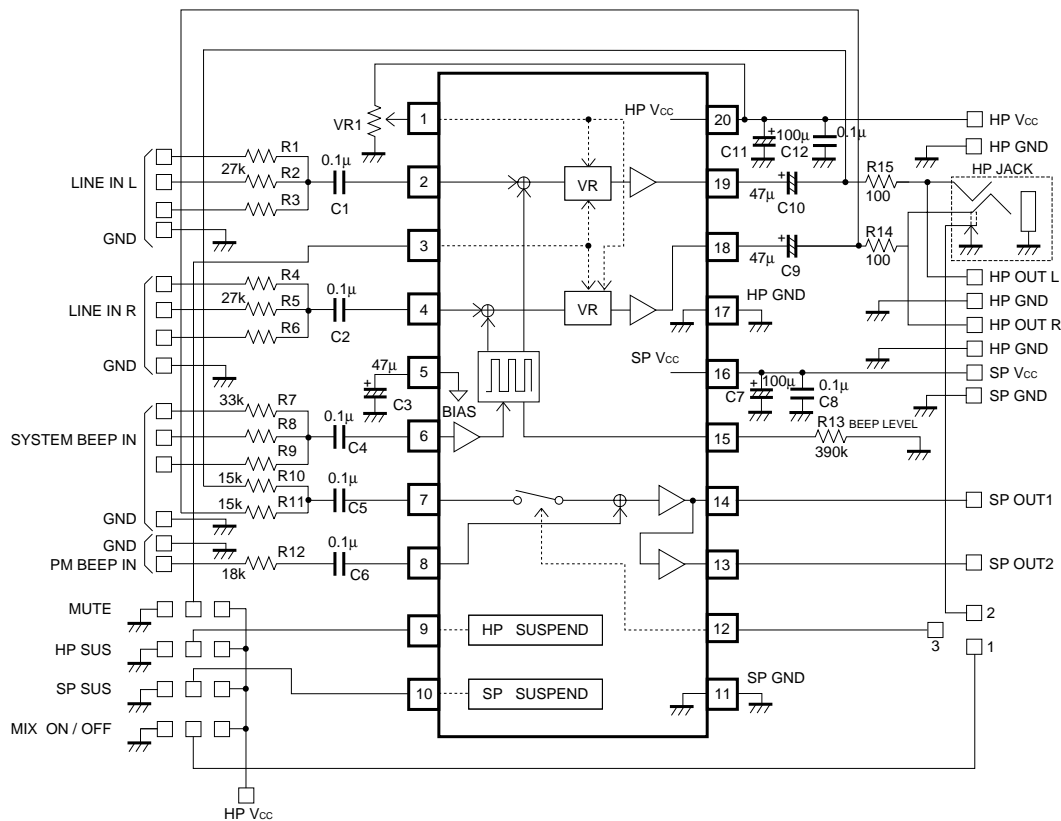 HP Vcc
VR1
1
20
+
100µ
0.1µ
C11
C12
HP Vcc
HP GND
HP JACK
LINE IN L
R1
27k
R2
R3
GND
0.1µ
C1
2
VR
19
47µ
+
C10
R15
100
3
18
47µ
+
C9
R14
100
HP OUT L
HP GND
HP OUT R
HP GND
LINE IN R
R4
27k
R5
R6
GND
0.1µ
C2
4
VR
HP GND
17
47µ
+
C3
5
BIAS
SP Vcc
16
+
100µ
0.1µ
C7
C8
SP Vcc
SP GND
SYSTEM BEEP IN
33k
R7
R8
R9
0.1µ
C4
6
15
R13
BEEP LEVEL
390k
15k
R10
15k
R11
GND
0.1µ
C5
7
14
SP OUT1
GND
PM BEEP IN
R12
18k
0.1µ
C6
8
13
SP OUT2
MUTE
2
HP SUS
9
HP SUSPEND
12
3
1
SP SUS
10
SP SUSPEND
11
SP GND
MIX ON / OFF
HP Vcc